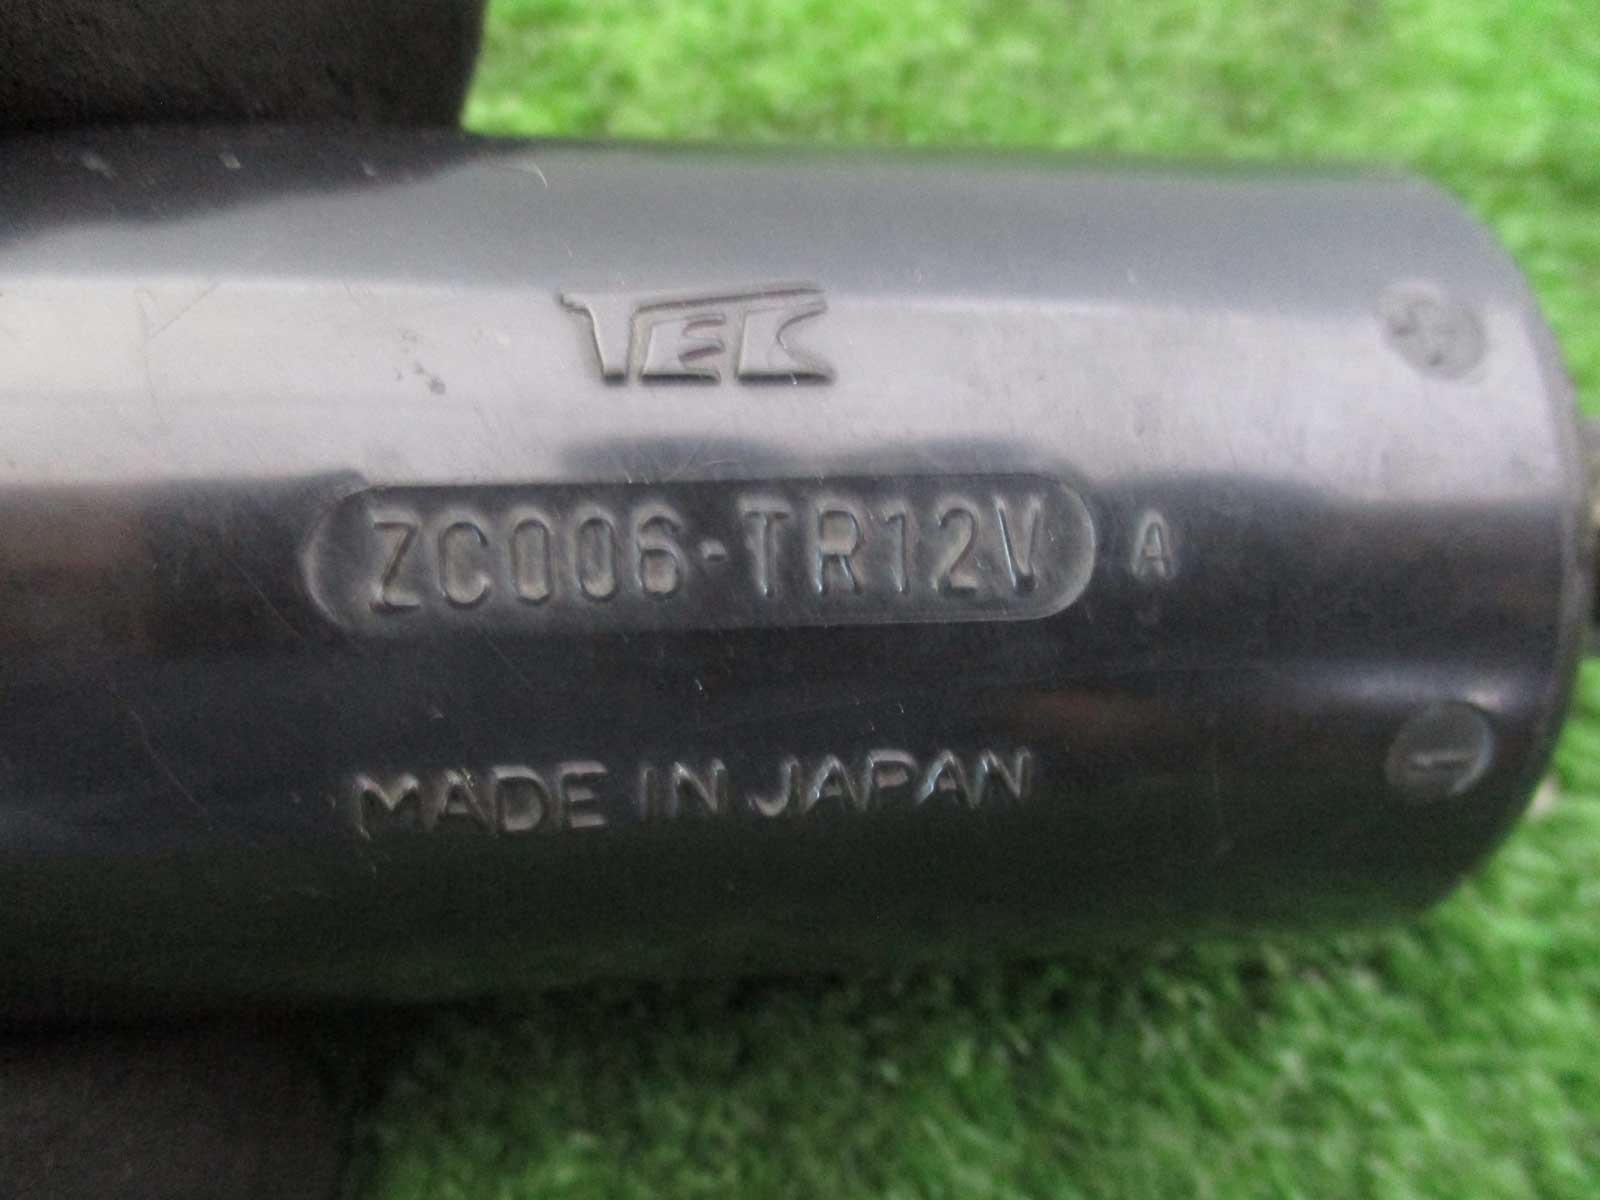 TEC
+
ZC006-TR12V A
-
MADE IN JAPAN